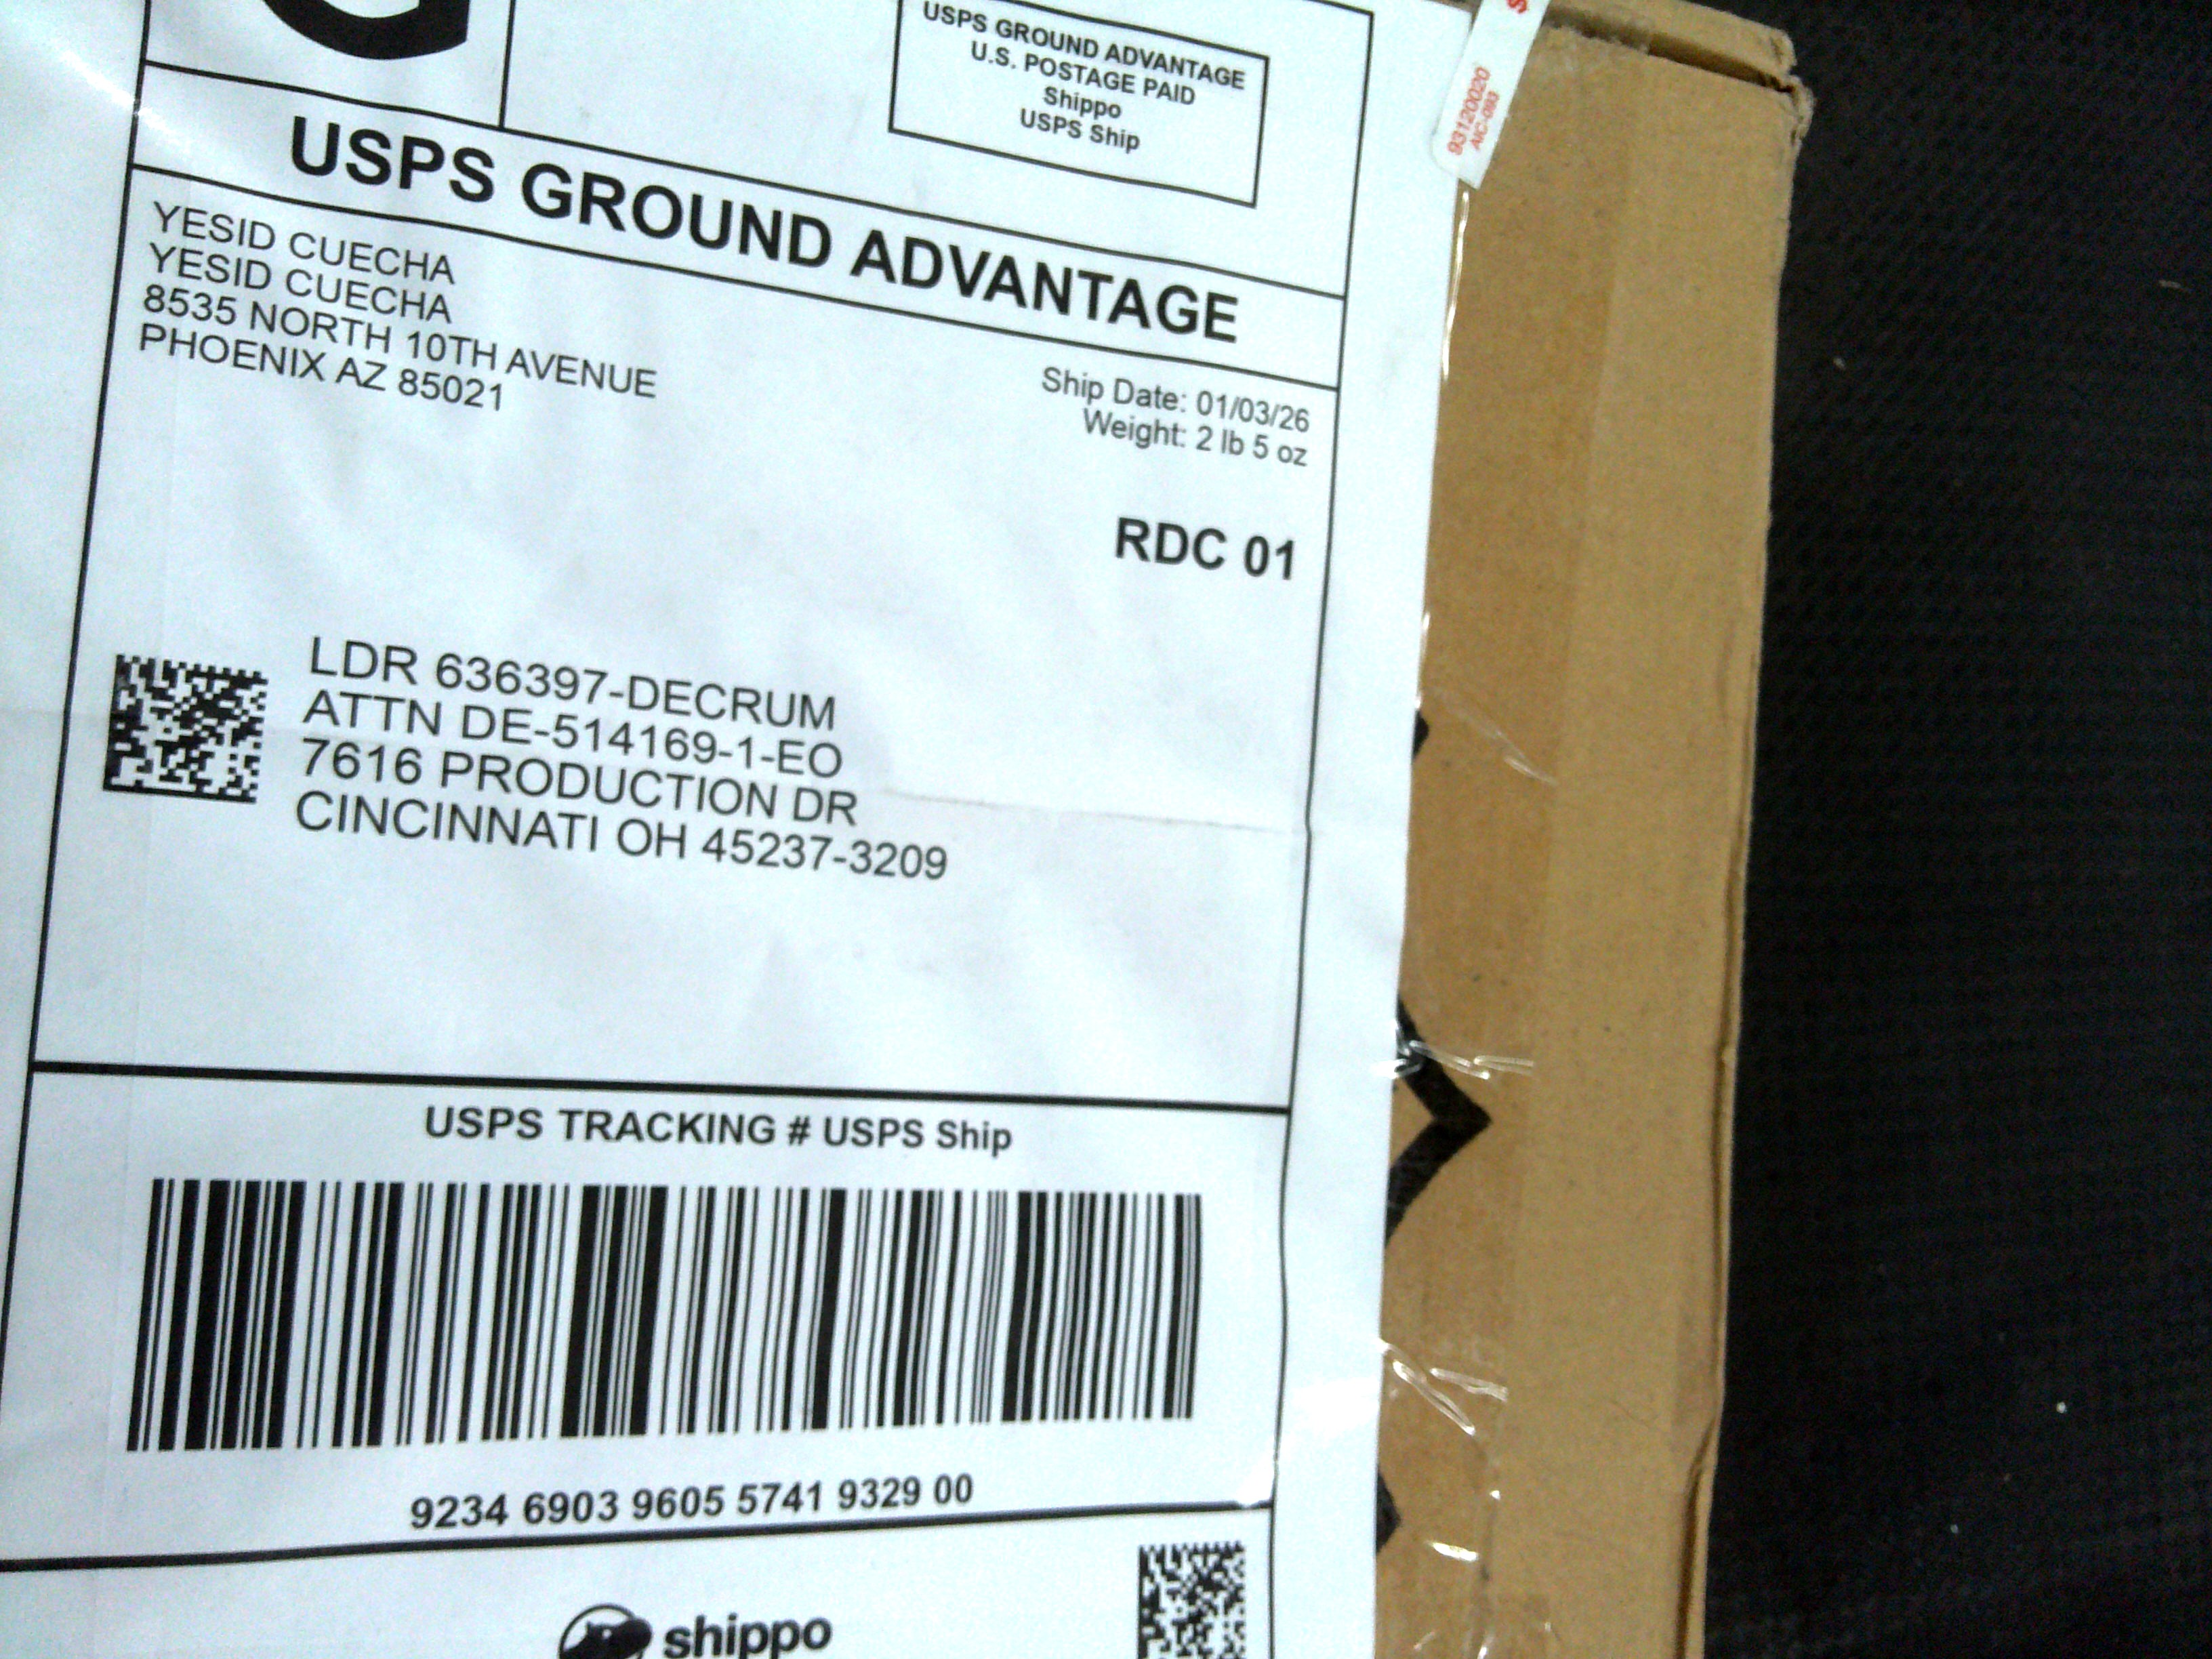 G
USPS GROUND ADVANTAGE
U.S. POSTAGE PAID
Shippo
USPS Ship
93120020
AIC-093
USPS GROUND ADVANTAGE
YESID CUECHA
YESID CUECHA
8535 NORTH 10TH AVENUE
PHOENIX AZ 85021
Ship Date: 01/03/26
Weight: 2 lb 5 oz
RDC 01
LDR 636397-DECRUM
ATTN DE-514169-1-EO
7616 PRODUCTION DR
CINCINNATI OH 45237-3209
USPS TRACKING # USPS Ship
9234 6903 9605 5741 9329 00
shippo